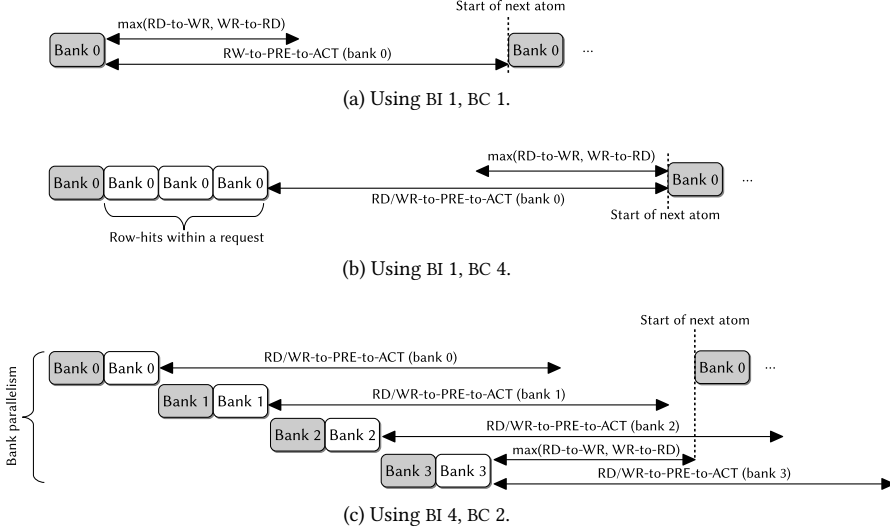 Start of next atom
max(RD-to-WR, WR-to-RD)
Bank 0
RW-to-PRE-to-ACT (bank 0)
Bank 0
...
(a) Using BI 1, BC 1.
max(RD-to-WR, WR-to-RD)
Bank 0 Bank 0 Bank 0 Bank 0
Bank 0
...
RD/WR-to-PRE-to-ACT (bank 0)
Start of next atom
Row-hits within a request
(b) Using BI 1, BC 4.
Start of next atom
Bank parallelism
Bank 0 Bank 0
RD/WR-to-PRE-to-ACT (bank 0)
Bank 0
...
Bank 1 Bank 1
RD/WR-to-PRE-to-ACT (bank 1)
Bank 2 Bank 2
RD/WR-to-PRE-to-ACT (bank 2)
max(RD-to-WR, WR-to-RD)
Bank 3 Bank 3
RD/WR-to-PRE-to-ACT (bank 3)
(c) Using BI 4, BC 2.